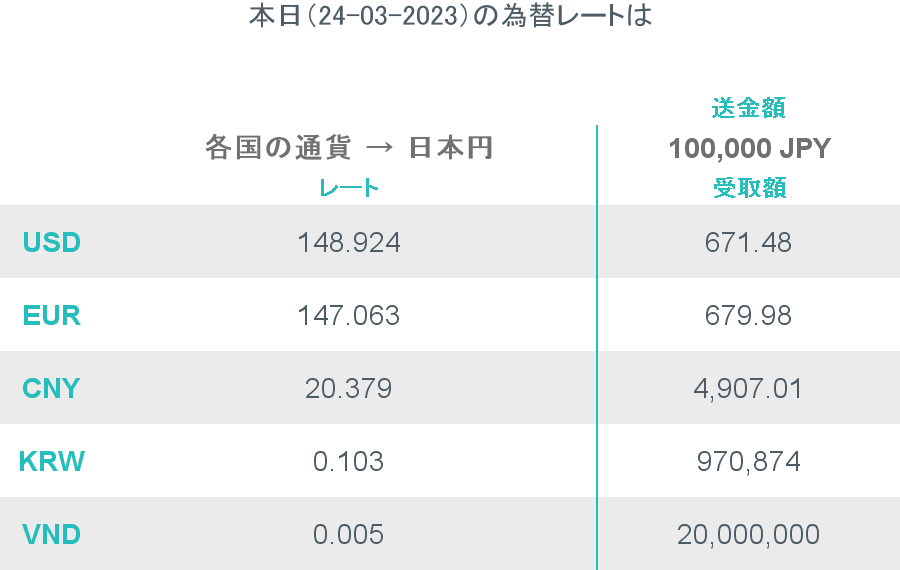 本日（24-03-2023）の為替レートは
送金額
各国の通貨 → 日本円 100,000 JPY
レート 受取額
USD 148.924 671.48
EUR 147.063 679.98
CNY 20.379 4,907.01
KRW 0.103 970,874
VND 0.005 20,000,000